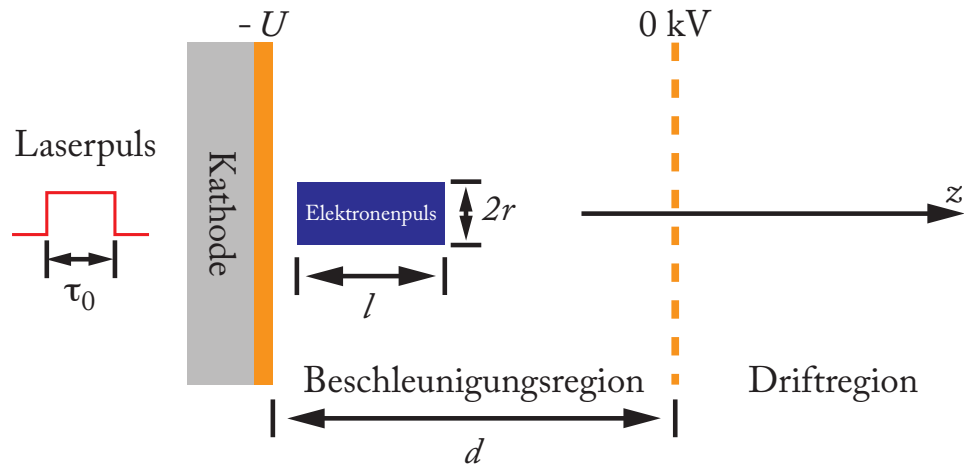 - U
0 kV
Laserpuls
Kathode
Elektronenpuls
2r
z
τ0
l
Beschleunigungsregion
Driftregion
d